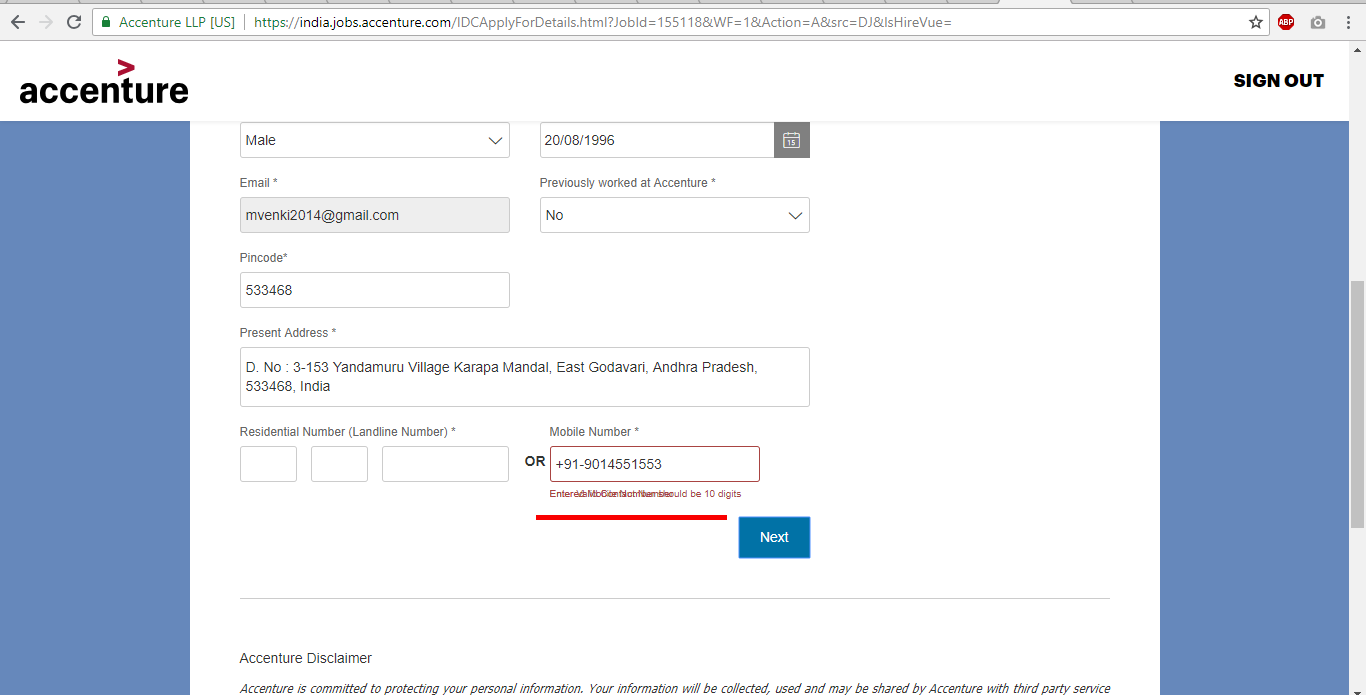 Accenture LLP [US] https://india.jobs.accenture.com/IDCApplyForDetails.html?JobId=155118&WF=1&Action=A&src=DJ&IsHireVue=
ABP
accenture
SIGN OUT
Male
20/08/1996
15
Email *
Previously worked at Accenture *
mvenki2014@gmail.com
No
Pincode*
533468
Present Address *
D. No : 3-153 Yandamuru Village Karapa Mandal, East Godavari, Andhra Pradesh,
533468, India
Residential Number (Landline Number) *
Mobile Number *
OR
+91-9014551553
should be 10 digits
Next
Accenture Disclaimer
Accenture is committed to protecting your personal information. Your information will be collected, used and may be shared by Accenture with third party service